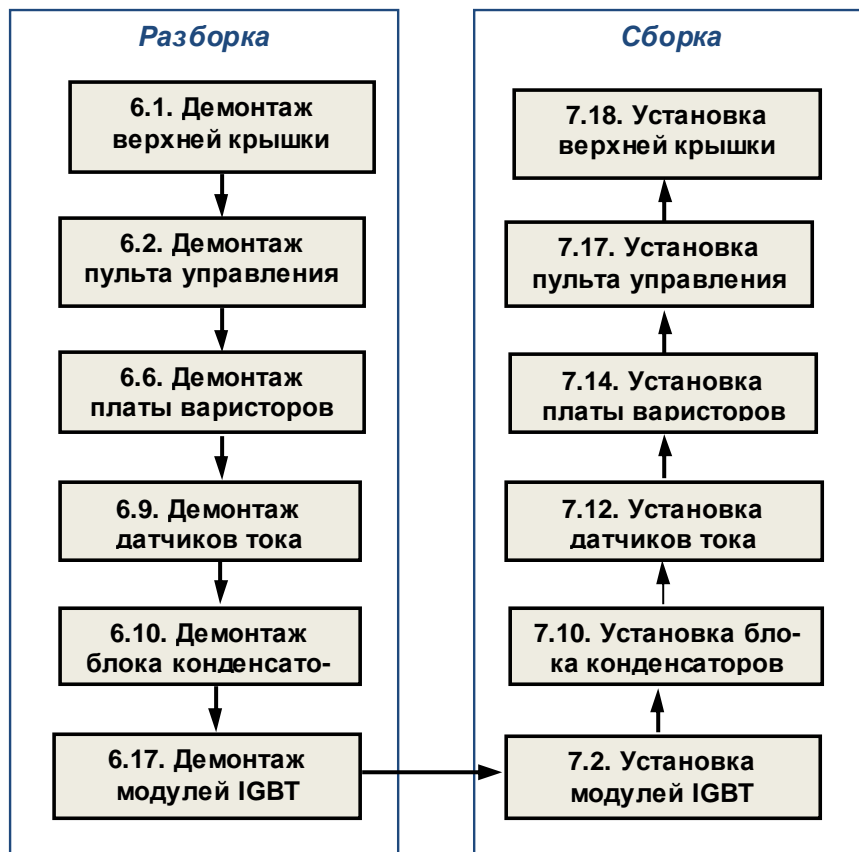 Разборка
6.1. Демонтаж
верхней крышки
6.2. Демонтаж
пульта управления
6.6. Демонтаж
платы варисторов
6.9. Демонтаж
датчиков тока
6.10. Демонтаж
блока конденсато-
6.17. Демонтаж
модулей IGBT
Сборка
7.18. Установка
верхней крышки
7.17. Установка
пульта управления
7.14. Установка
платы варисторов
7.12. Установка
датчиков тока
7.10. Установка бло-
ка конденсаторов
7.2. Установка
модулей IGBT